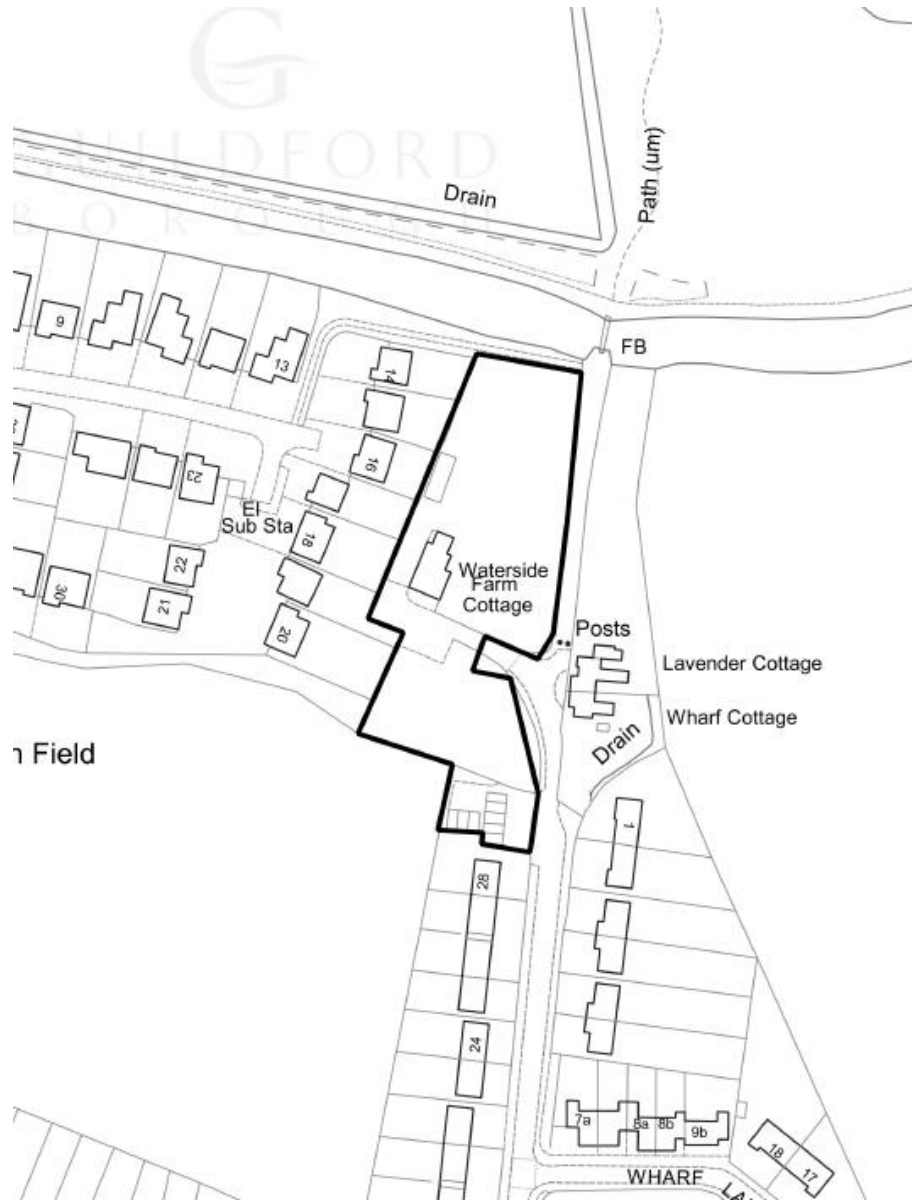 G
GUILDFORD
BOROUGH
Drain
Path (um)
9
13
14
FB
16
23
El
Sub Sta
18
22
Waterside
Farm
Cottage
30
21
20
Posts
Lavender Cottage
Wharf Cottage
Drain
n Field
1
28
24
7a
8a
8b
9b
18
17
WHARF